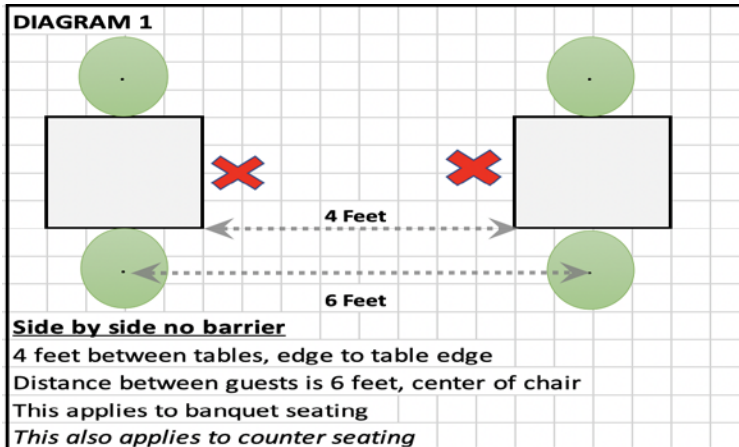 DIAGRAM 1
4 Feet
6 Feet
Side by side no barrier
4 feet between tables, edge to table edge
Distance between guests is 6 feet, center of chair
This applies to banquet seating
This also applies to counter seating